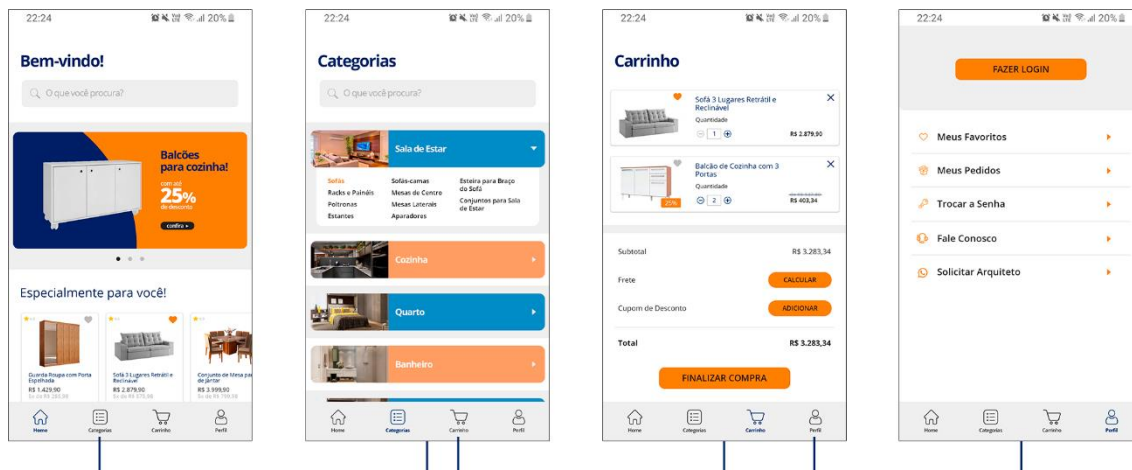 22:24
20%
Bem-vindo!
O que você procura?
Balcões
para cozinha!
com até
25%
de desconto
confira
Especialmente para você!
Guarda Roupa com Porta
Espelhada
R$ 1.429,90
Sofá 3 Lugares Retrátil e
Reclinável
R$ 2.879,90
Conjunto de Mesa pa
de Jantar
R$ 3.999,90
Home
Categorias
Carrinho
Perfil
22:24
20%
Categorias
O que você procura?
Sala de Estar
Sofás
Racks e Painéis
Poltronas
Estantes
Sofás-camas
Mesas de Centro
Mesas Laterais
Aparadores
Esteira para Braço
do Sofá
Conjuntos para Sala
de Estar
Cozinha
Quarto
Banheiro
Home
Categorias
Carrinho
Perfil
22:24
20%
Carrinho
Sofá 3 Lugares Retrátil e
Reclinável
Quantidade
1
R$ 2.879,90
Balcão de Cozinha com 3
Portas
Quantidade
25%
2
R$ 403,34
Subtotal R$ 3.283,34
Frete CALCULAR
Cupom de Desconto ADICIONAR
Total R$ 3.283,34
FINALIZAR COMPRA
Home
Categorias
Carrinho
Perfil
22:24
20%
FAZER LOGIN
Meus Favoritos
Meus Pedidos
Trocar a Senha
Fale Conosco
Solicitar Arquiteto
Home
Categorias
Carrinho
Perfil